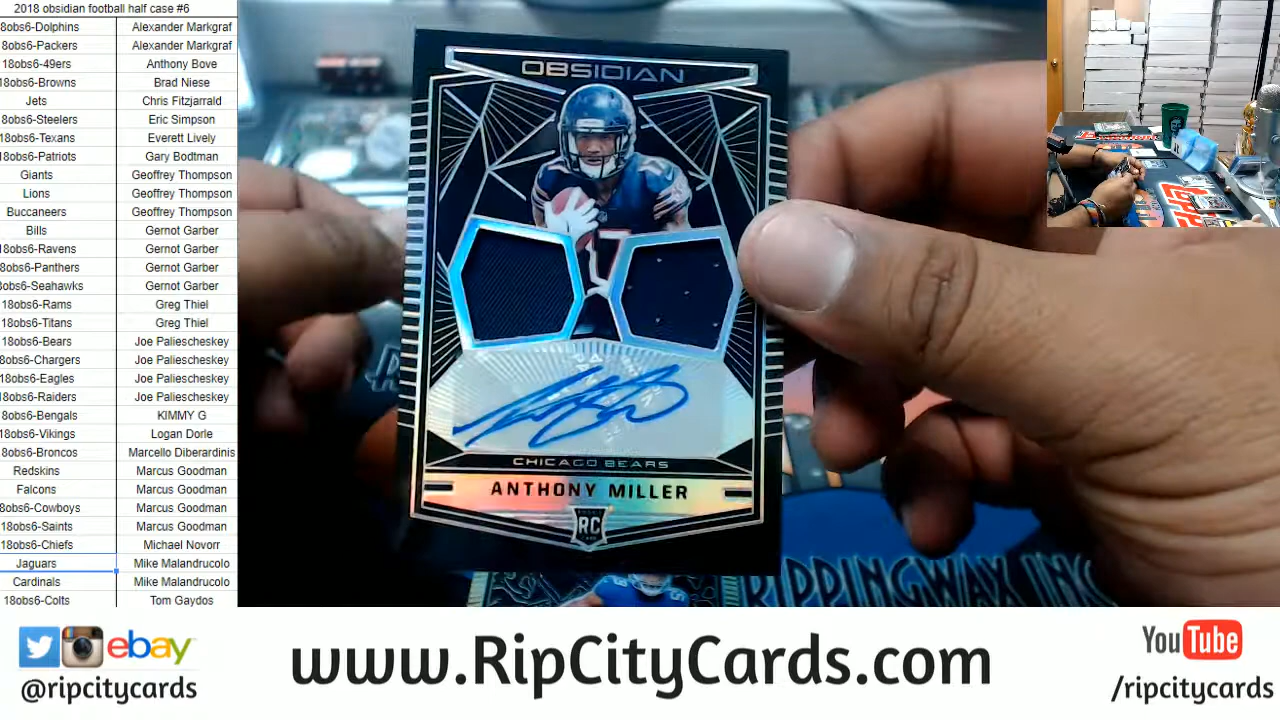 2018 obsidian football half case #6
8obs6-Dolphins Alexander Markgraf
8obs6-Packers Alexander Markgraf
18obs6-49ers Anthony Bove
18obs6-Browns Brad Niese
Jets Chris Fitzjarrald
8obs6-Steelers Eric Simpson
18obs6-Texans Everett Lively
18obs6-Patriots Gary Bodtman
Giants Geoffrey Thompson
Lions Geoffrey Thompson
Buccaneers Geoffrey Thompson
Bills Gernot Garber
18obs6-Ravens Gernot Garber
8obs6-Panthers Gernot Garber
8obs6-Seahawks Gernot Garber
18obs6-Rams Greg Thiel
18obs6-Titans Greg Thiel
18obs6-Bears Joe Paliescheskey
8obs6-Chargers Joe Paliescheskey
18obs6-Eagles Joe Paliescheskey
18obs6-Raiders Joe Paliescheskey
8obs6-Bengals KIMMY G
18obs6-Vikings Logan Dorle
8obs6-Broncos Marcello Diberardinis
Redskins Marcus Goodman
Falcons Marcus Goodman
8obs6-Cowboys Marcus Goodman
18obs6-Saints Marcus Goodman
18obs6-Chiefs Michael Novorr
Jaguars Mike Malandrucolo
Cardinals Mike Malandrucolo
18obs6-Colts Tom Gaydos
OBSIDIAN
17
CHICAGO BEARS
ANTHONY MILLER
RC
RIPPINGWAX INC
ebay
@ripcitycards
www.RipCityCards.com
YouTube
/ripcitycards